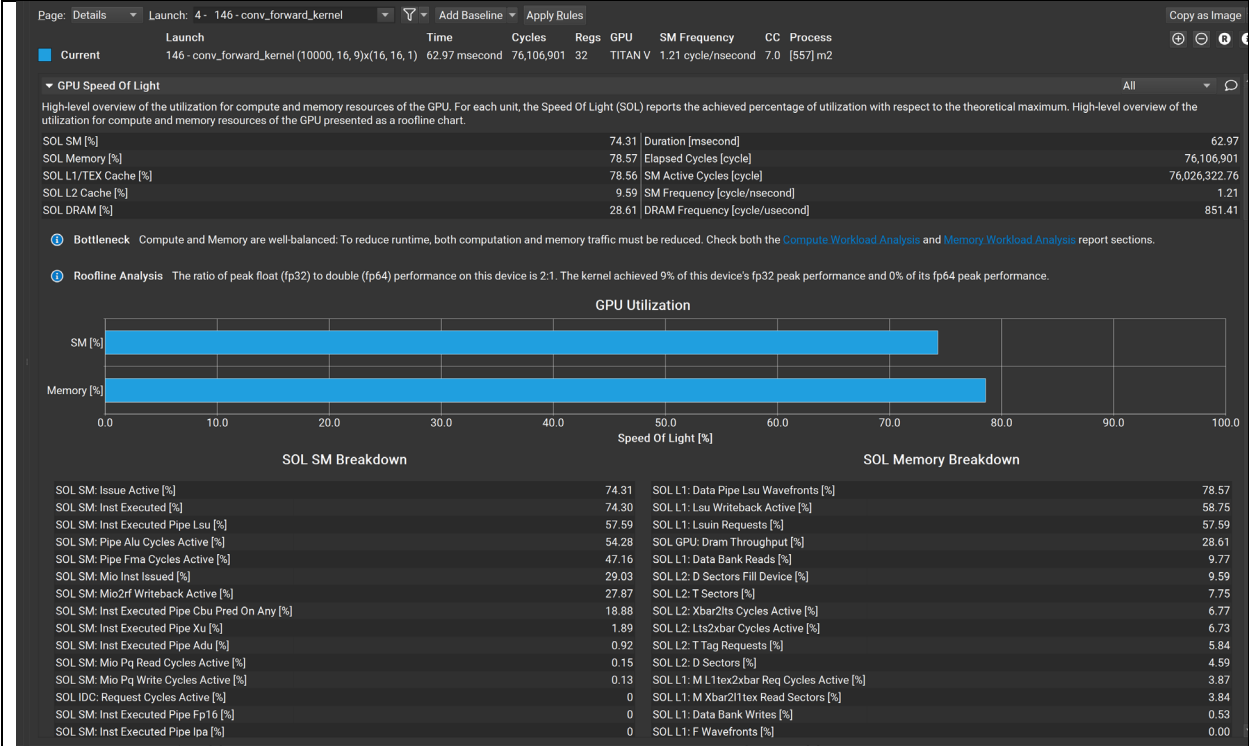 Page: Details Launch: 4 - 146 - conv_forward_kernel Add Baseline Apply Rules Copy as Image
Launch Time Cycles Regs GPU SM Frequency CC Process
Current 146 - conv_forward_kernel (10000, 16, 9)x(16, 16, 1) 62.97 msecond 76,106,901 32 TITAN V 1.21 cycle/nsecond 7.0 [557] m2
GPU Speed Of Light All
High-level overview of the utilization for compute and memory resources of the GPU. For each unit, the Speed Of Light (SOL) reports the achieved percentage of utilization with respect to the theoretical maximum. High-level overview of the
utilization for compute and memory resources of the GPU presented as a roofline chart.
SOL SM [%] 74.31 Duration [msecond] 62.97
SOL Memory [%] 78.57 Elapsed Cycles [cycle] 76,106,901
SOL L1/TEX Cache [%] 78.56 SM Active Cycles [cycle] 76,026,322.76
SOL L2 Cache [%] 9.59 SM Frequency [cycle/nsecond] 1.21
SOL DRAM [%] 28.61 DRAM Frequency [cycle/usecond] 851.41
Bottleneck Compute and Memory are well-balanced: To reduce runtime, both computation and memory traffic must be reduced. Check both the Compute Workload Analysis and Memory Workload Analysis report sections.
Roofline Analysis The ratio of peak float (fp32) to double (fp64) performance on this device is 2:1. The kernel achieved 9% of this device's fp32 peak performance and 0% of its fp64 peak performance.
GPU Utilization
SM [%]
Memory [%]
0.0 10.0 20.0 30.0 40.0 50.0 60.0 70.0 80.0 90.0 100.0
Speed Of Light [%]
SOL SM Breakdown SOL Memory Breakdown
SOL SM: Issue Active [%] 74.31 SOL L1: Data Pipe Lsu Wavefronts [%] 78.57
SOL SM: Inst Executed [%] 74.30 SOL L1: Lsu Writeback Active [%] 58.75
SOL SM: Inst Executed Pipe Lsu [%] 57.59 SOL L1: Lsuin Requests [%] 57.59
SOL SM: Pipe Alu Cycles Active [%] 54.28 SOL GPU: Dram Throughput [%] 28.61
SOL SM: Pipe Fma Cycles Active [%] 47.16 SOL L1: Data Bank Reads [%] 9.77
SOL SM: Mio Inst Issued [%] 29.03 SOL L2: D Sectors Fill Device [%] 9.59
SOL SM: Mio2rf Writeback Active [%] 27.87 SOL L2: T Sectors [%] 7.75
SOL SM: Inst Executed Pipe Cbu Pred On Any [%] 18.88 SOL L2: Xbar2lts Cycles Active [%] 6.77
SOL SM: Inst Executed Pipe Xu [%] 1.89 SOL L2: Lts2xbar Cycles Active [%] 6.73
SOL SM: Inst Executed Pipe Adu [%] 0.92 SOL L2: T Tag Requests [%] 5.84
SOL SM: Mio Pq Read Cycles Active [%] 0.15 SOL L2: D Sectors [%] 4.59
SOL SM: Mio Pq Write Cycles Active [%] 0.13 SOL L1: M L1tex2xbar Req Cycles Active [%] 3.87
SOL IDC: Request Cycles Active [%] 0 SOL L1: M Xbar2l1tex Read Sectors [%] 3.84
SOL SM: Inst Executed Pipe Fp16 [%] 0 SOL L1: Data Bank Writes [%] 0.53
SOL SM: Inst Executed Pipe Ipa [%] 0 SOL L1: F Wavefronts [%] 0.00